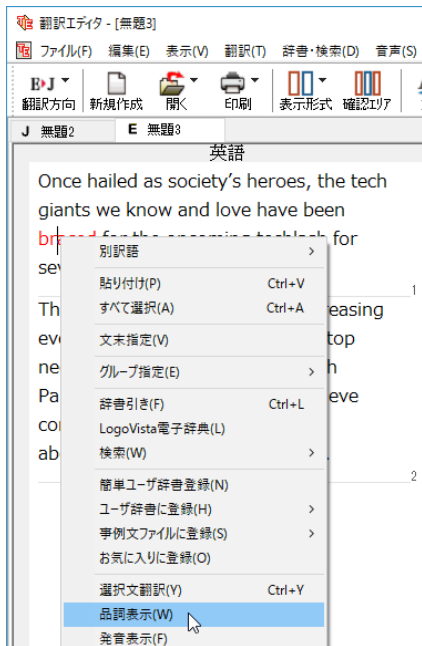 翻訳エディタ - [無題3]
ファイル(F) 編集(E) 表示(V) 翻訳(T) 辞書・検索(D) 音声(S)
E▸J
翻訳方向 新規作成 開く 印刷 表示形式 確認エリア
J 無題2 E 無題3
英語
Once hailed as society's heroes, the tech
giants we know and love have been
braced for the upcoming techlash for
sev
別訳語
貼り付け(P) Ctrl+V
1
すべて選択(A) Ctrl+A
Th easing
文末指定(V)
eve top
グループ指定(E)
ne h
辞書引き(F) Ctrl+L
Pa eve
LogoVista電子辞典(L)
co
検索(W)
ab
簡単ユーザ辞書登録(N)
2
ユーザ辞書に登録(H)
事例文ファイルに登録(S)
お気に入りに登録(O)
選択文翻訳(Y) Ctrl+Y
品詞表示(W)
発音表示(F)